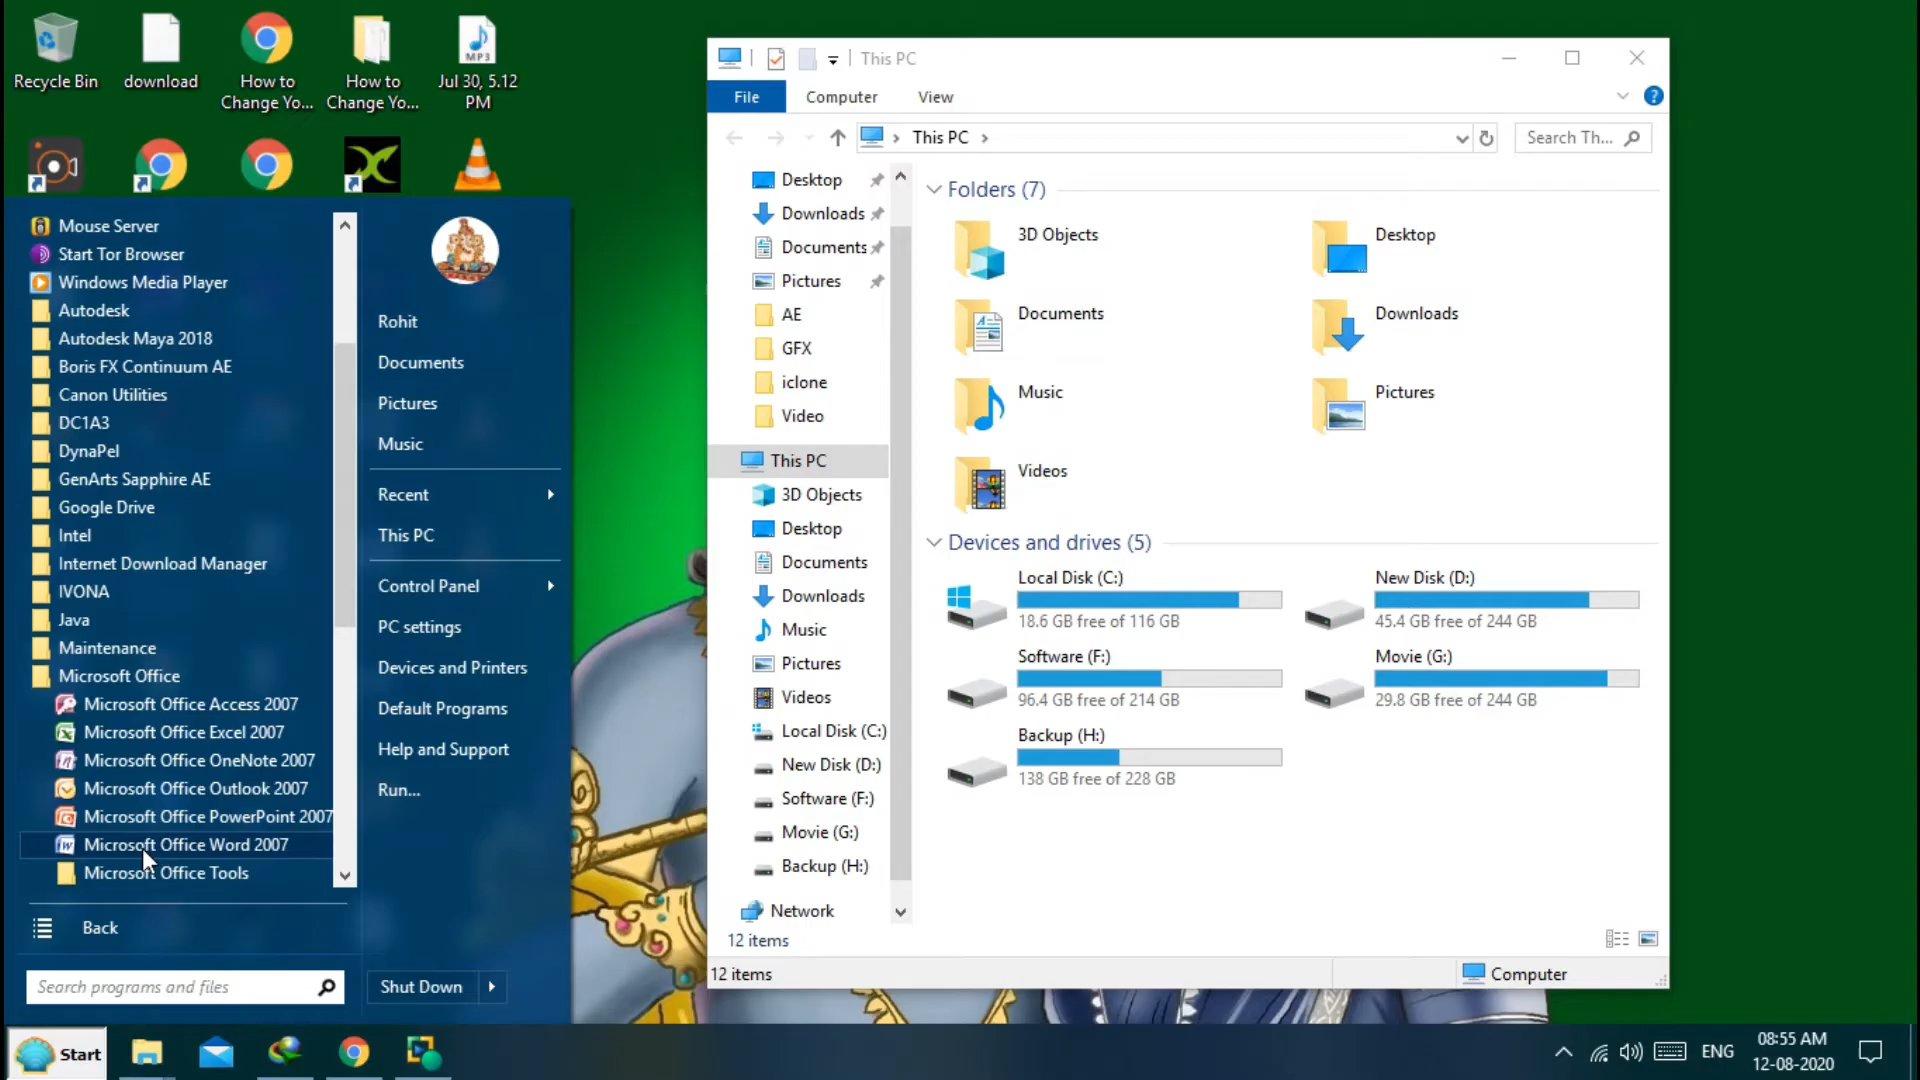 Recycle Bin
download
How to
Change Yo...
How to
Change Yo...
MP3
Jul 30, 5.12
PM
Mouse Server
Start Tor Browser
Windows Media Player
Autodesk
Autodesk Maya 2018
Boris FX Continuum AE
Canon Utilities
DC1A3
DynaPel
GenArts Sapphire AE
Google Drive
Intel
Internet Download Manager
IVONA
Java
Maintenance
Microsoft Office
Microsoft Office Access 2007
Microsoft Office Excel 2007
Microsoft Office OneNote 2007
Microsoft Office Outlook 2007
Microsoft Office PowerPoint 2007
Microsoft Office Word 2007
Microsoft Office Tools
Back
Search programs and files
Rohit
Documents
Pictures
Music
Recent
This PC
Control Panel
PC settings
Devices and Printers
Default Programs
Help and Support
Run...
Shut Down
This PC
File
Computer
View
This PC
Search Th...
Desktop
Downloads
Documents
Pictures
AE
GFX
iclone
Video
This PC
3D Objects
Desktop
Documents
Downloads
Music
Pictures
Videos
Local Disk (C:)
New Disk (D:)
Software (F:)
Movie (G:)
Backup (H:)
Network
Folders (7)
3D Objects
Desktop
Documents
Downloads
Music
Pictures
Videos
Devices and drives (5)
Local Disk (C:)
18.6 GB free of 116 GB
New Disk (D:)
45.4 GB free of 244 GB
Software (F:)
96.4 GB free of 214 GB
Movie (G:)
29.8 GB free of 244 GB
Backup (H:)
138 GB free of 228 GB
12 items
12 items
Computer
Start
ENG
08:55 AM
12-08-2020